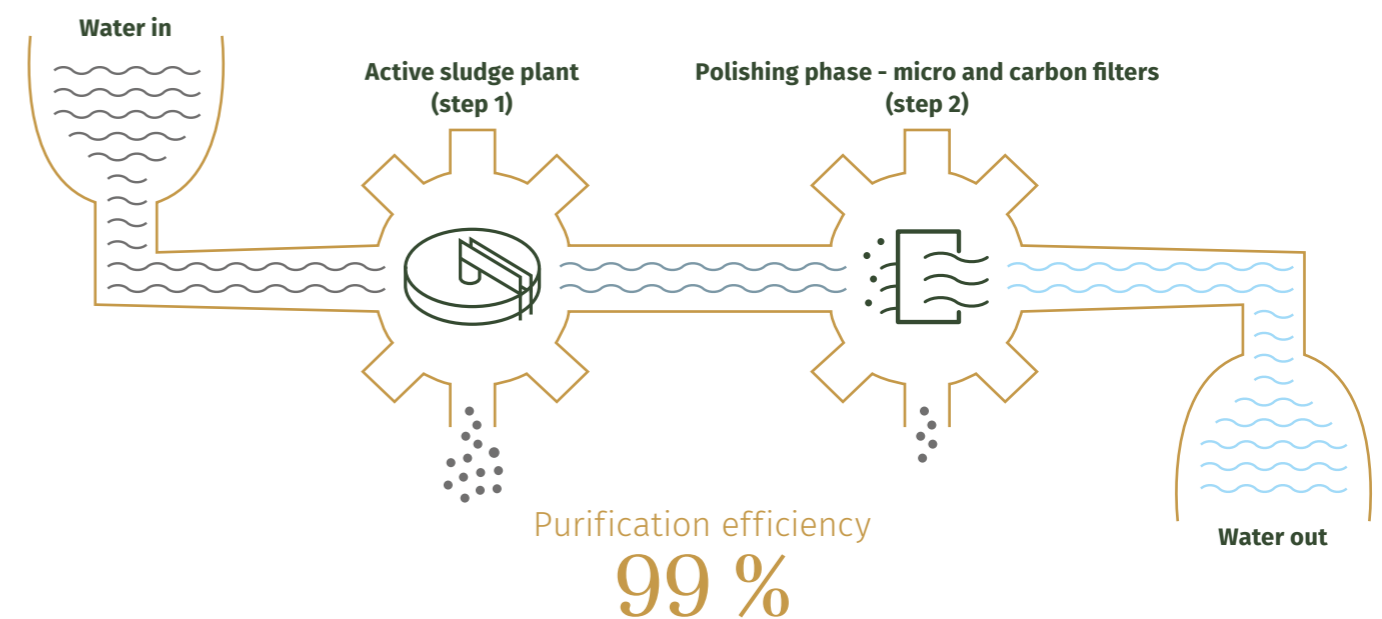 Water in
Active sludge plant
(step 1)
Polishing phase - micro and carbon filters
(step 2)
Purification efficiency
99 %
Water out